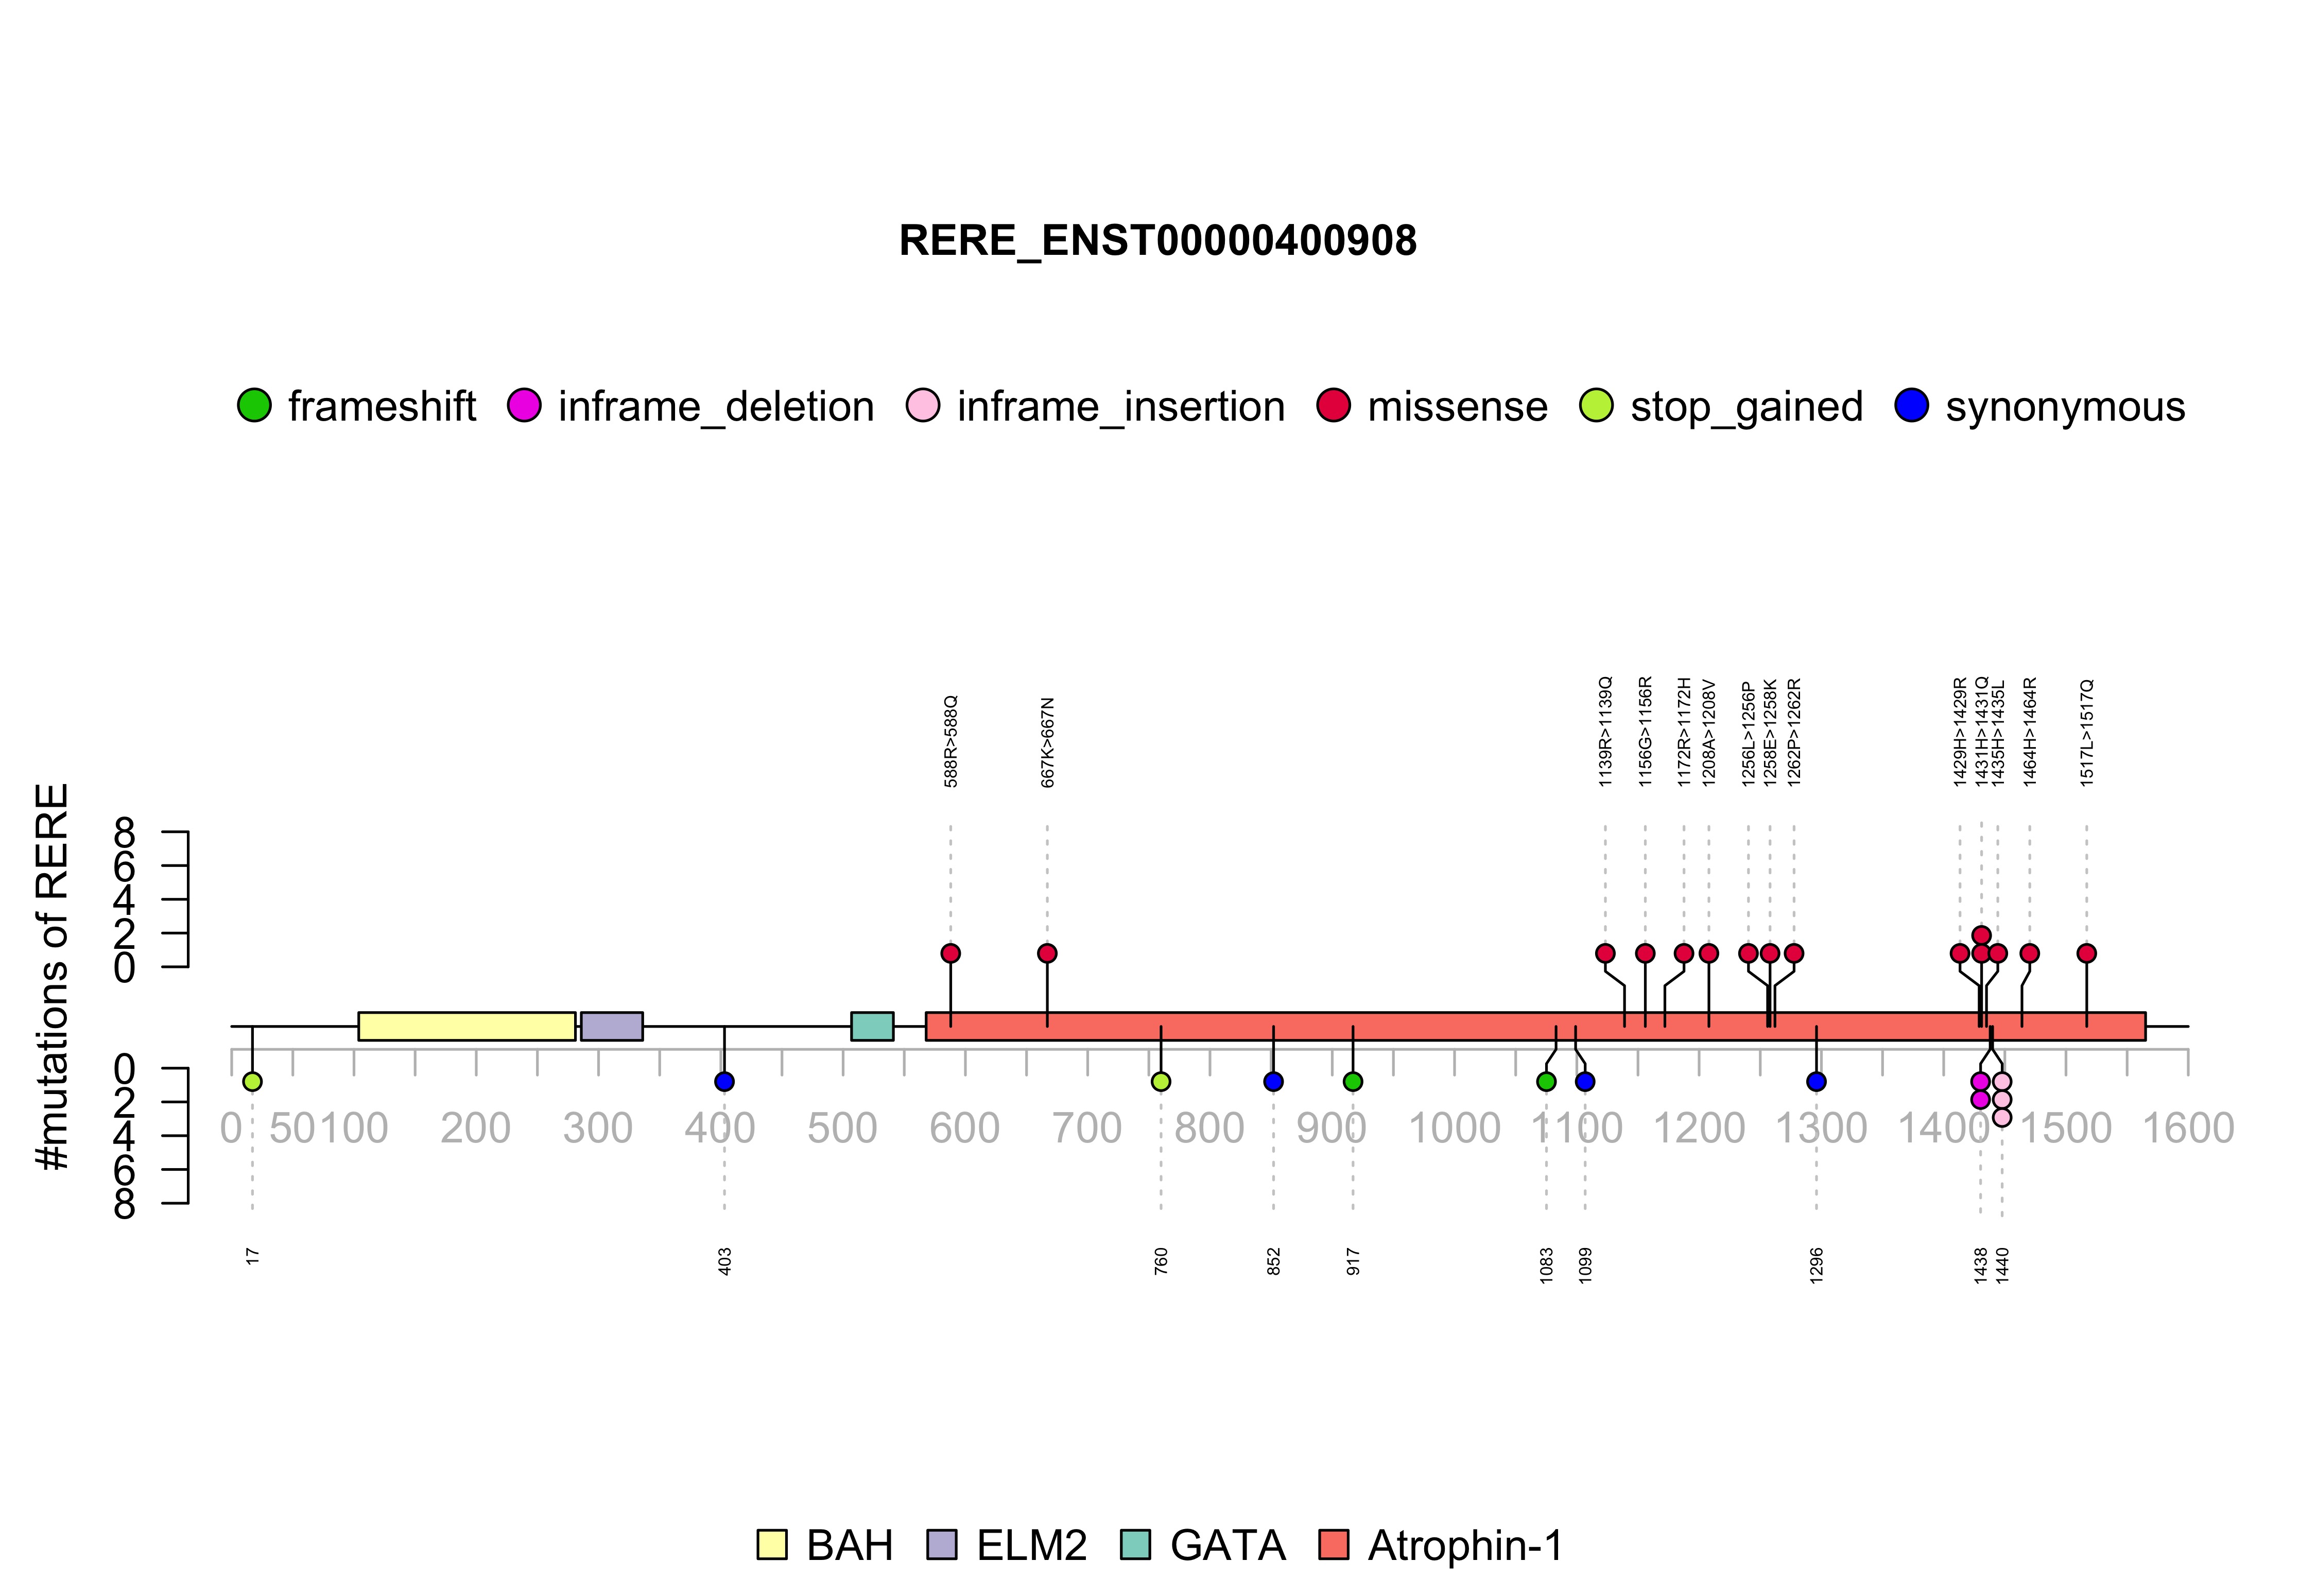 RERE_ENST00000400908
frameshift inframe_deletion inframe_insertion missense stop_gained synonymous
588R>588Q 667K>667N 1139R>1139Q 1156G>1156R 1172R>1172H 1208A>1208V 1256L>1256P 1258E>1258K 1262P>1262R 1429H>1429R 1431H>1431Q 1435H>1435L 1464H>1464R 1517L>1517Q
#mutations of RERE
8
6
4
2
0
0
2
4
6
8
0 50 100 200 300 400 500 600 700 800 900 1000 1100 1200 1300 1400 1500 1600
17 403 760 852 917 1083 1099 1296 1438 1440
BAH ELM2 GATA Atrophin-1